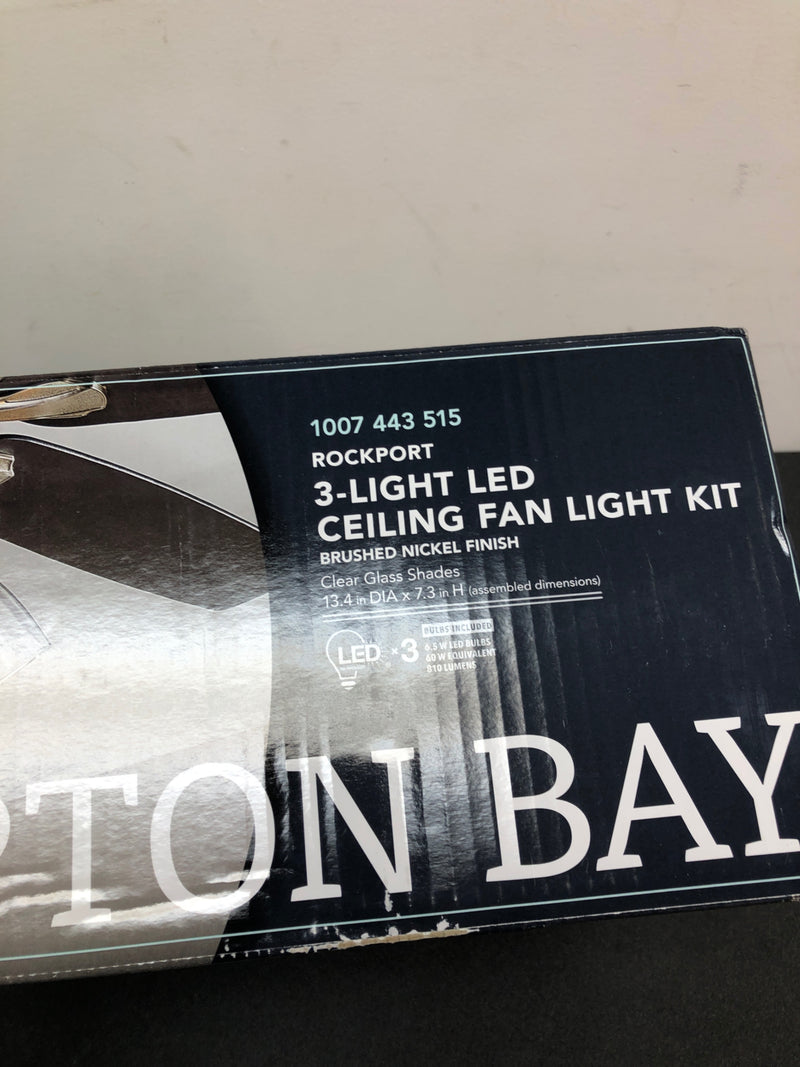 1007 443 515
ROCKPORT
3-LIGHT LED
CEILING FAN LIGHT KIT
BRUSHED NICKEL FINISH
Clear Glass Shades
13.4 in DIA x 7.3 in H (assembled dimensions)
LED × 3
BULBS INCLUDED
6.5 W LED BULBS
60 W EQUIVALENT
810 LUMENS
PTON BAY